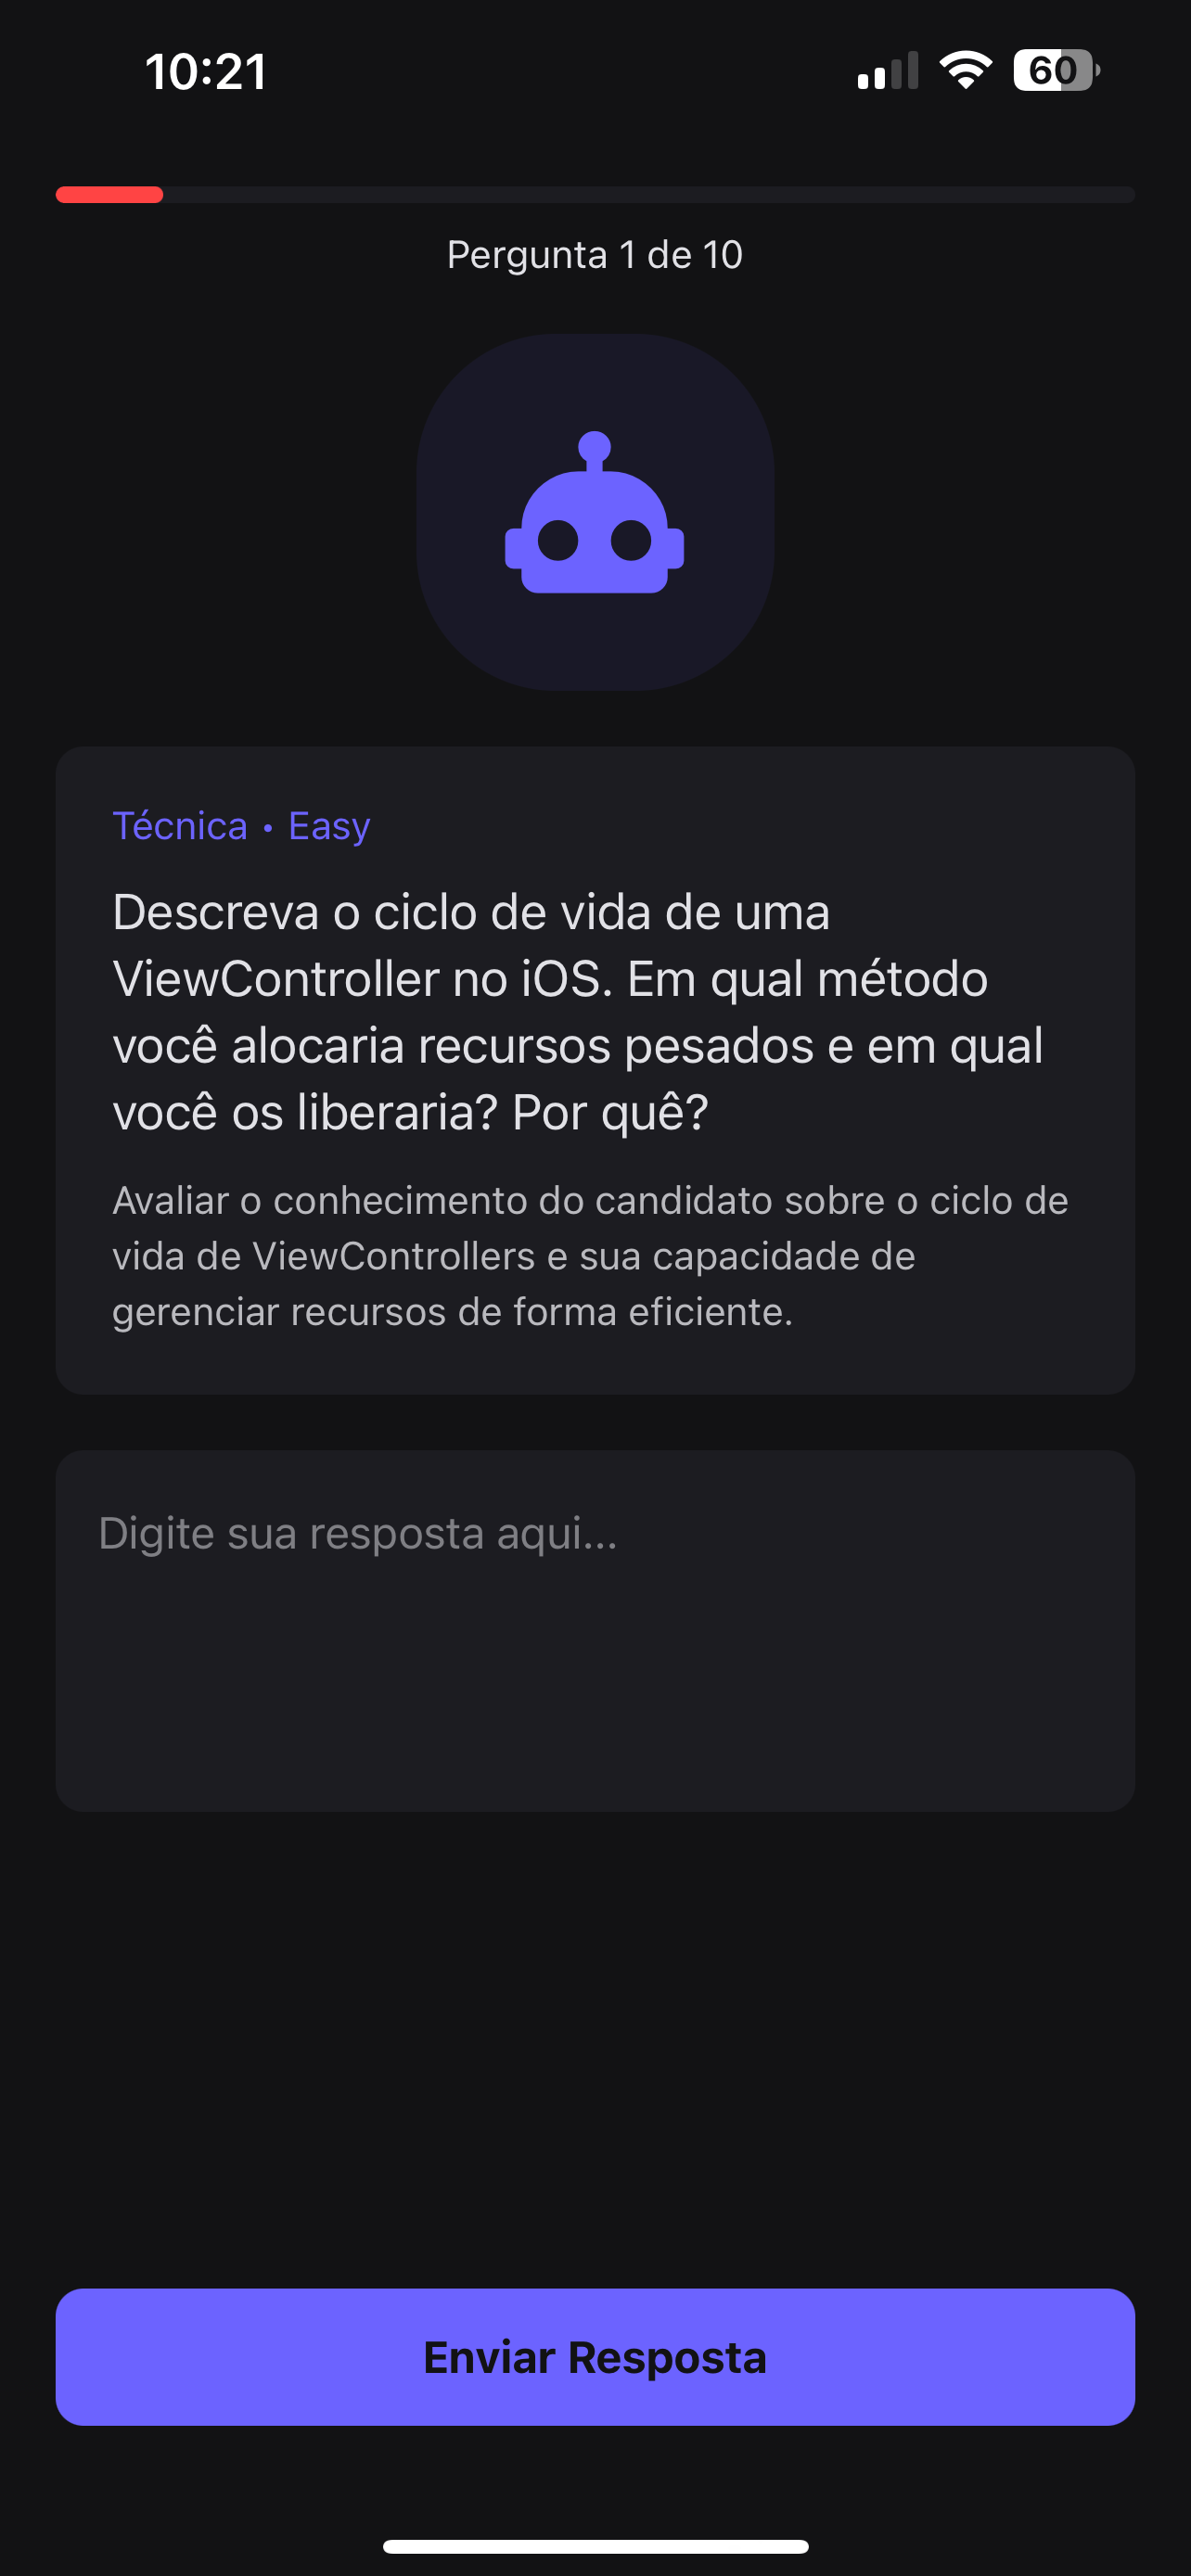 10:21
60
Pergunta 1 de 10
Técnica • Easy
Descreva o ciclo de vida de uma
ViewController no iOS. Em qual método
você alocaria recursos pesados e em qual
você os liberaria? Por quê?
Avaliar o conhecimento do candidato sobre o ciclo de
vida de ViewControllers e sua capacidade de
gerenciar recursos de forma eficiente.
Digite sua resposta aqui...
Enviar Resposta